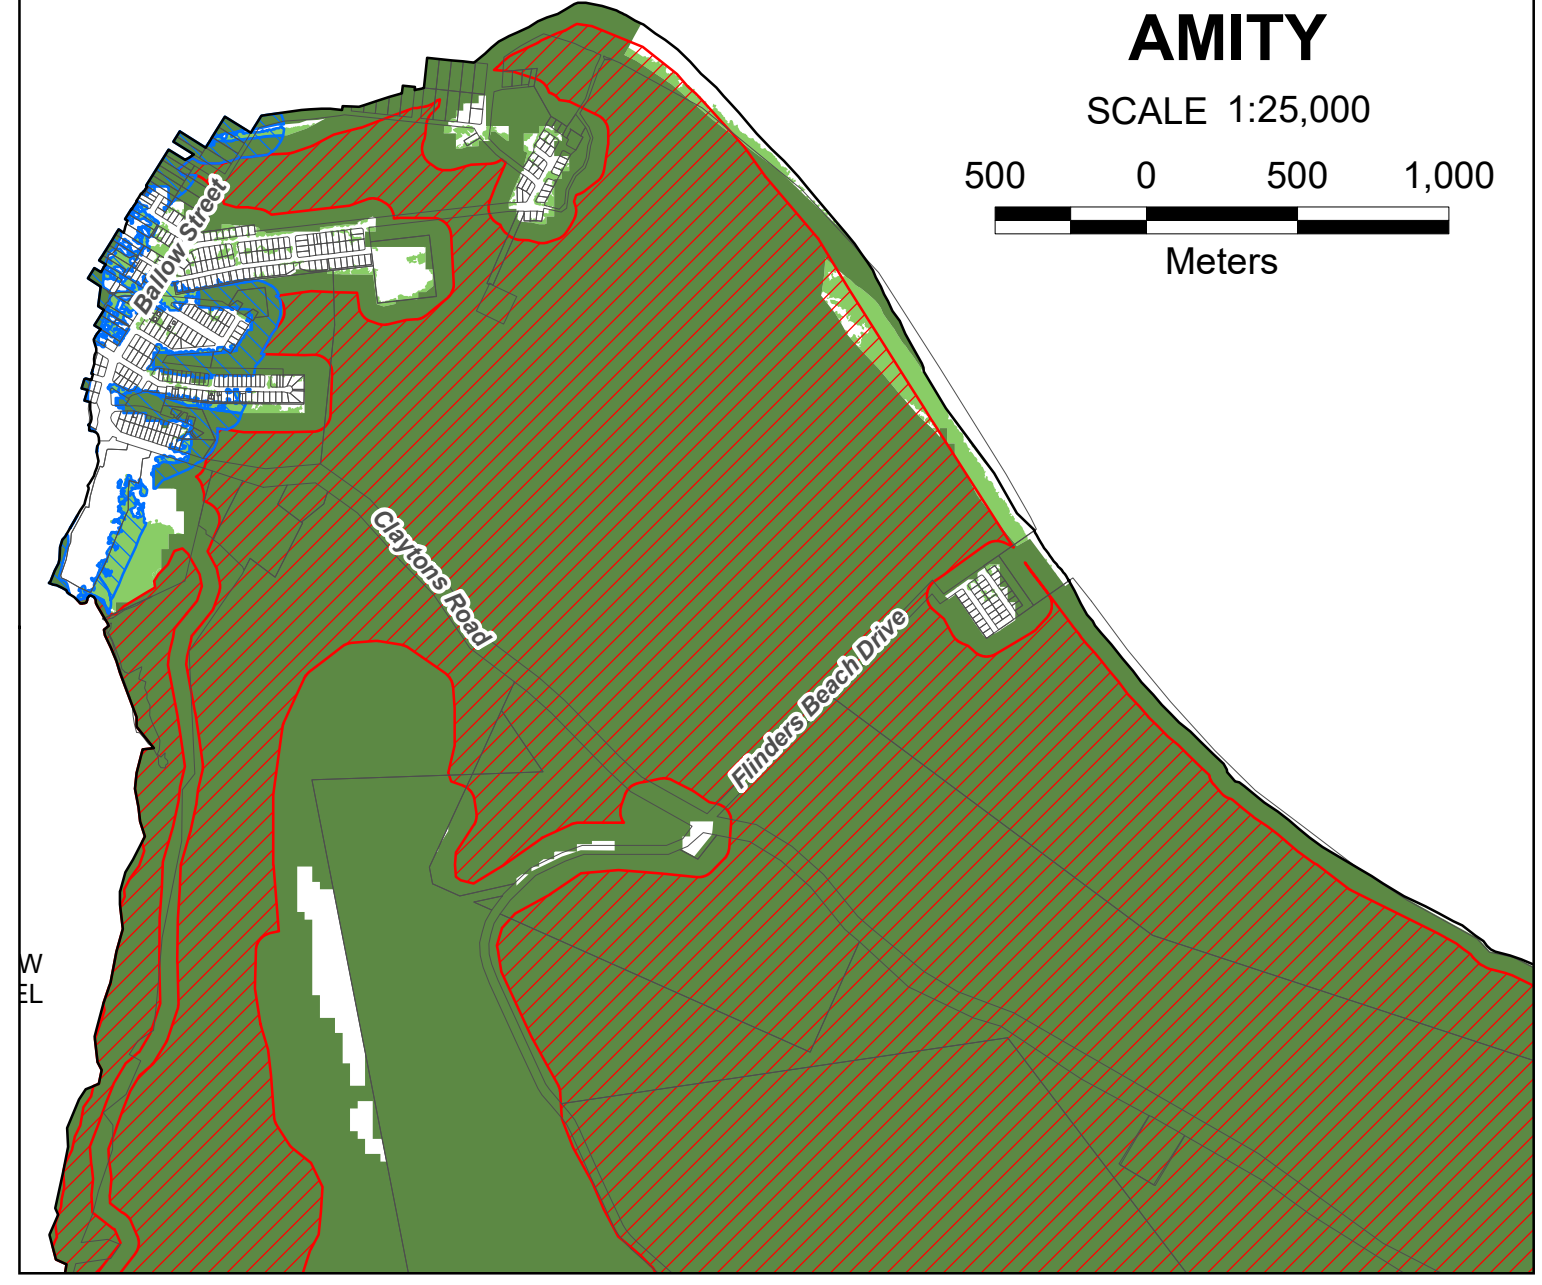 AMITY
SCALE 1:25,000
500 0 500 1,000
Meters
Ballow Street
Claytons Road
Flinders Beach Drive
W
EL